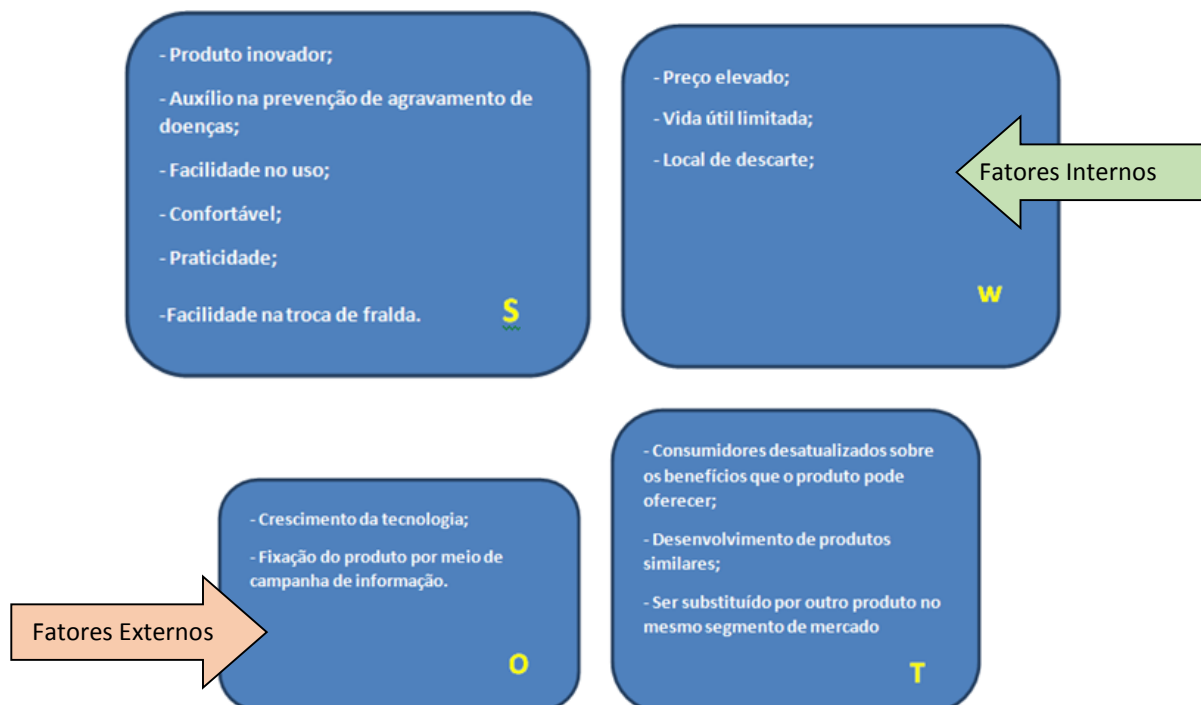 - Produto inovador;
- Auxílio na prevenção de agravamento de
doenças;
- Facilidade no uso;
- Confortável;
- Praticidade;
-Facilidade na troca de fralda.
S
- Preço elevado;
- Vida útil limitada;
- Local de descarte;
W
Fatores Internos
- Crescimento da tecnologia;
- Fixação do produto por meio de
campanha de informação.
O
Fatores Externos
- Consumidores desatualizados sobre
os benefícios que o produto pode
oferecer;
- Desenvolvimento de produtos
similares;
- Ser substituído por outro produto no
mesmo segmento de mercado
T